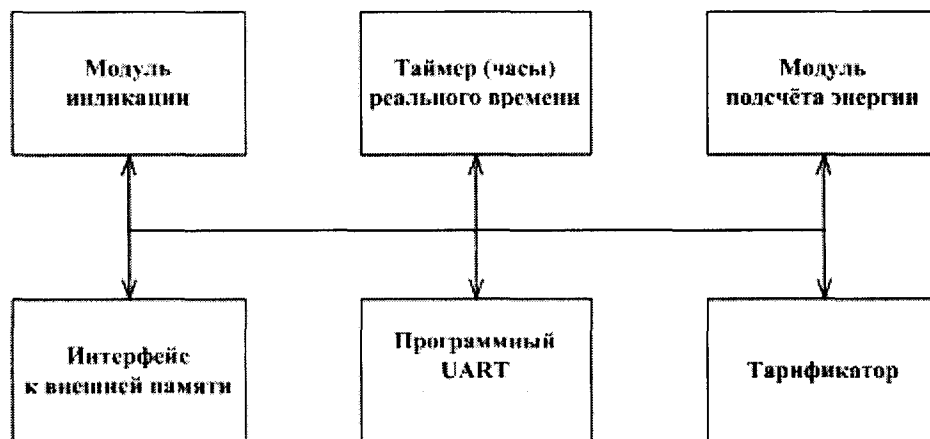 Модуль
индикации
Таймер (часы)
реального времени
Модуль
подсчёта энергии
Интерфейс
к внешней памяти
Программный
UART
Тарификатор